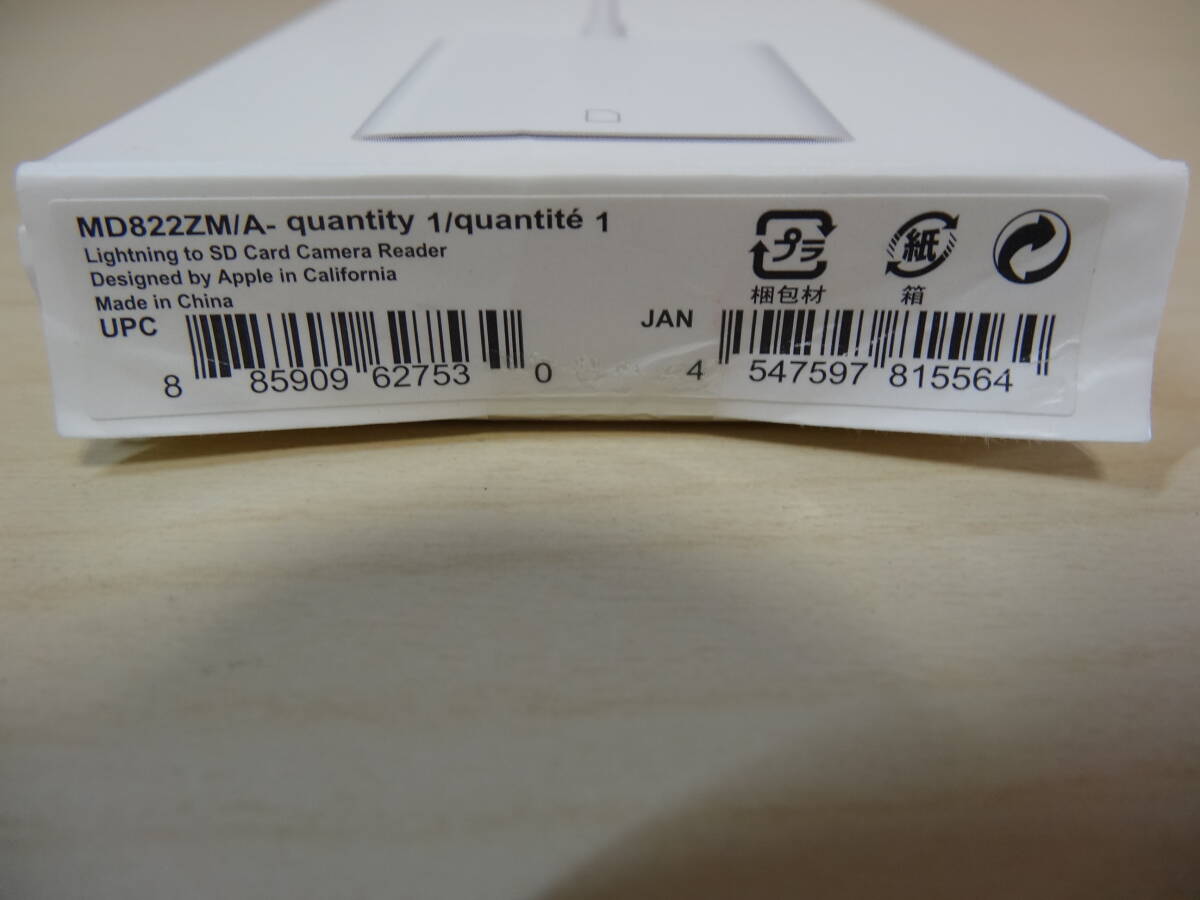 MD822ZM/A- quantity 1/quantité 1
Lightning to SD Card Camera Reader
Designed by Apple in California
Made in China
プラ
梱包材
紙
箱
UPC
8 85909 62753 0
JAN
4 547597 815564